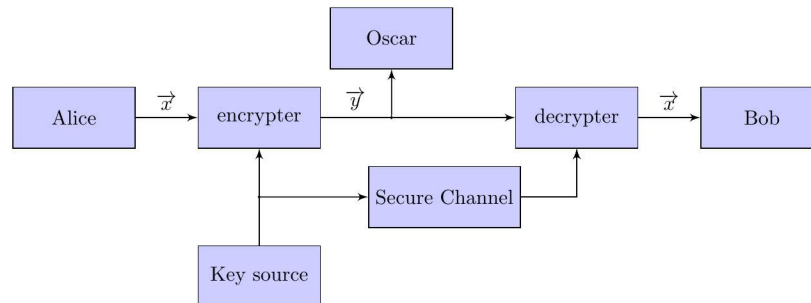 Oscar
Alice
x
encrypter
y
decrypter
x
Bob
Secure Channel
Key source